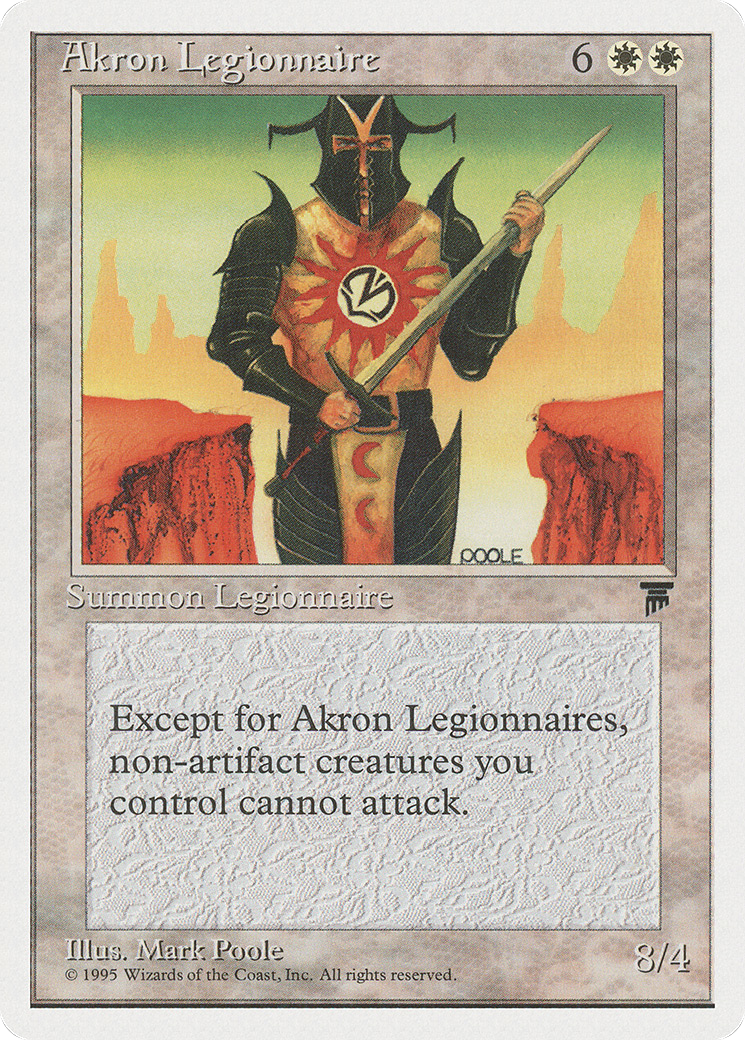 Akron Legionnaire 6
POOLE
Summon Legionnaire
Except for Akron Legionnaires,
non-artifact creatures you
control cannot attack.
Illus. Mark Poole
8/4
© 1995 Wizards of the Coast, Inc. All rights reserved.